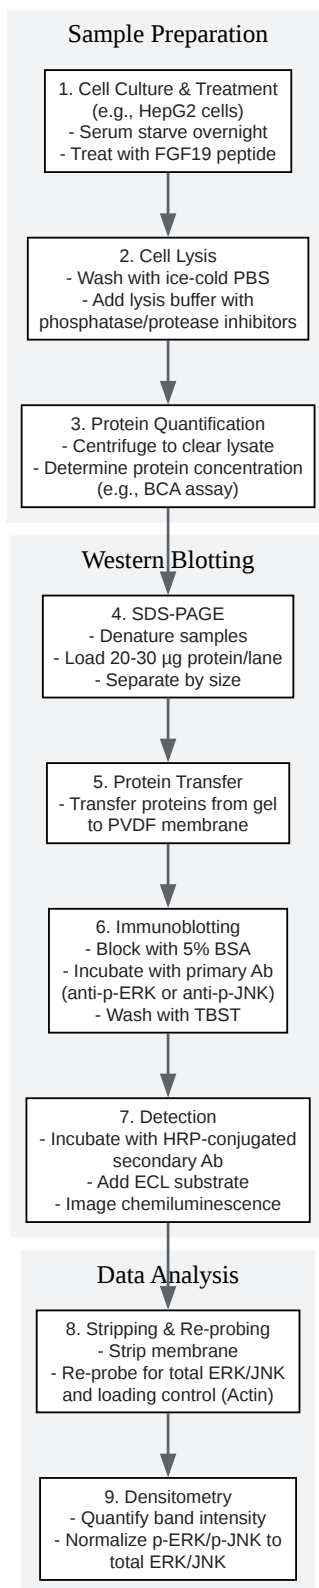 Sample Preparation
1. Cell Culture & Treatment
(e.g., HepG2 cells)
- Serum starve overnight
- Treat with FGF19 peptide
2. Cell Lysis
- Wash with ice-cold PBS
- Add lysis buffer with
phosphatase/protease inhibitors
3. Protein Quantification
- Centrifuge to clear lysate
- Determine protein concentration
(e.g., BCA assay)
Western Blotting
4. SDS-PAGE
- Denature samples
- Load 20-30 µg protein/lane
- Separate by size
5. Protein Transfer
- Transfer proteins from gel
to PVDF membrane
6. Immunoblotting
- Block with 5% BSA
- Incubate with primary Ab
(anti-p-ERK or anti-p-JNK)
- Wash with TBST
7. Detection
- Incubate with HRP-conjugated
secondary Ab
- Add ECL substrate
- Image chemiluminescence
Data Analysis
8. Stripping & Re-probing
- Strip membrane
- Re-probe for total ERK/JNK
and loading control (Actin)
9. Densitometry
- Quantify band intensity
- Normalize p-ERK/p-JNK to
total ERK/JNK